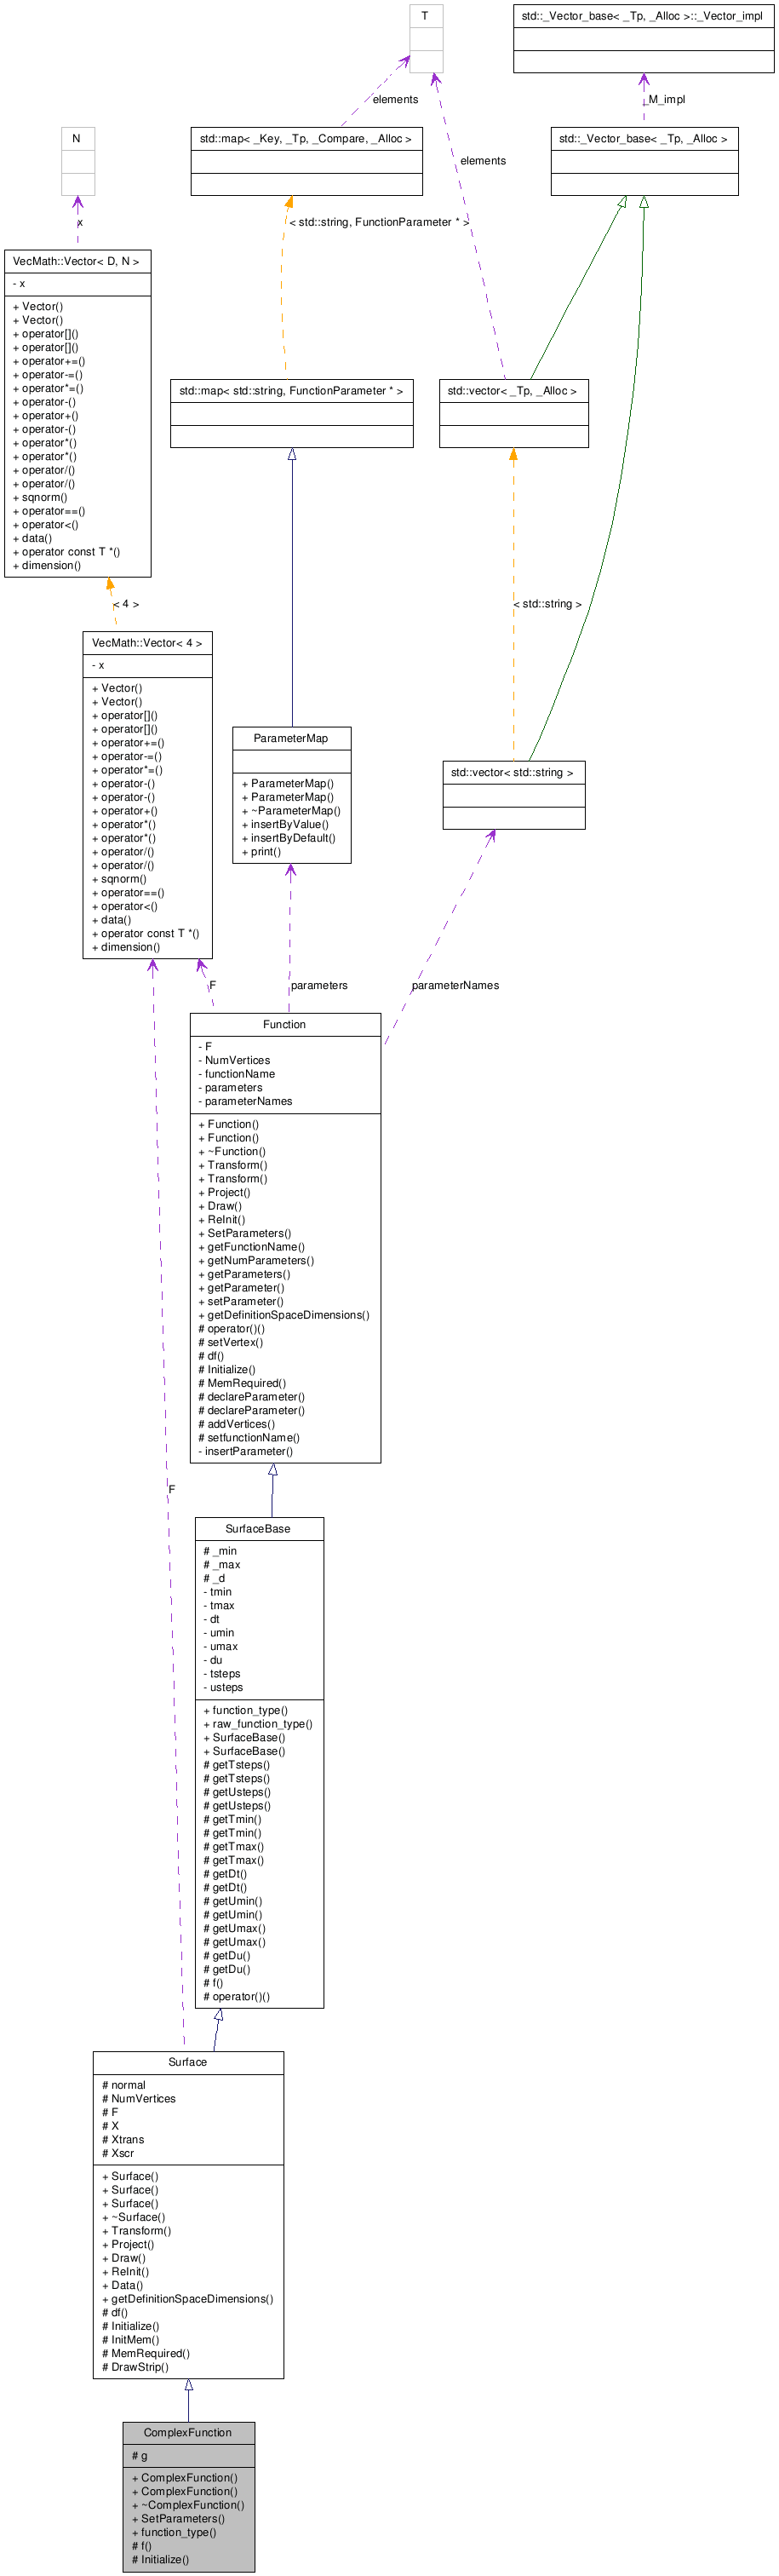 T
std::_Vector_base< _Tp, _Alloc >::_Vector_impl
elements
_M_impl
N
std::map< _Key, _Tp, _Compare, _Alloc >
std::_Vector_base< _Tp, _Alloc >
elements
x
< std::string, FunctionParameter * >
VecMath::Vector< D, N >
- x
+ Vector()
+ Vector()
+ operator[]()
+ operator[]()
+ operator+=()
+ operator-=()
+ operator*=()
+ operator-()
+ operator+()
+ operator-()
+ operator*()
+ operator*()
+ operator/()
+ operator/()
+ sqnorm()
+ operator==()
+ operator<()
+ data()
+ operator const T *()
+ dimension()
std::map< std::string, FunctionParameter * >
std::vector< _Tp, _Alloc >
< 4 >
< std::string >
VecMath::Vector< 4 >
- x
+ Vector()
+ Vector()
+ operator[]()
+ operator[]()
+ operator+=()
+ operator-=()
+ operator*=()
+ operator-()
+ operator-()
+ operator+()
+ operator*()
+ operator*()
+ operator/()
+ operator/()
+ sqnorm()
+ operator==()
+ operator<()
+ data()
+ operator const T *()
+ dimension()
ParameterMap
+ ParameterMap()
+ ParameterMap()
+ ~ParameterMap()
+ insertByValue()
+ insertByDefault()
+ print()
std::vector< std::string >
F
parameters
parameterNames
Function
- F
- NumVertices
- functionName
- parameters
- parameterNames
+ Function()
+ Function()
+ ~Function()
+ Transform()
+ Transform()
+ Project()
+ Draw()
+ ReInit()
+ SetParameters()
+ getFunctionName()
+ getNumParameters()
+ getParameters()
+ getParameter()
+ setParameter()
+ getDefinitionSpaceDimensions()
# operator()()
# setVertex()
# df()
# Initialize()
# MemRequired()
# declareParameter()
# declareParameter()
# addVertices()
# setfunctionName()
- insertParameter()
F
SurfaceBase
# _min
# _max
# _d
- tmin
- tmax
- dt
- umin
- umax
- du
- tsteps
- usteps
+ function_type()
+ raw_function_type()
+ SurfaceBase()
+ SurfaceBase()
# getTsteps()
# getTsteps()
# getUsteps()
# getUsteps()
# getTmin()
# getTmin()
# getTmax()
# getTmax()
# getDt()
# getDt()
# getUmin()
# getUmin()
# getUmax()
# getUmax()
# getDu()
# getDu()
# f()
# operator()()
Surface
# normal
# NumVertices
# F
# X
# Xtrans
# Xscr
+ Surface()
+ Surface()
+ Surface()
+ ~Surface()
+ Transform()
+ Project()
+ Draw()
+ ReInit()
+ Data()
+ getDefinitionSpaceDimensions()
# df()
# Initialize()
# InitMem()
# MemRequired()
# DrawStrip()
ComplexFunction
# g
+ ComplexFunction()
+ ComplexFunction()
+ ~ComplexFunction()
+ SetParameters()
+ function_type()
# f()
# Initialize()